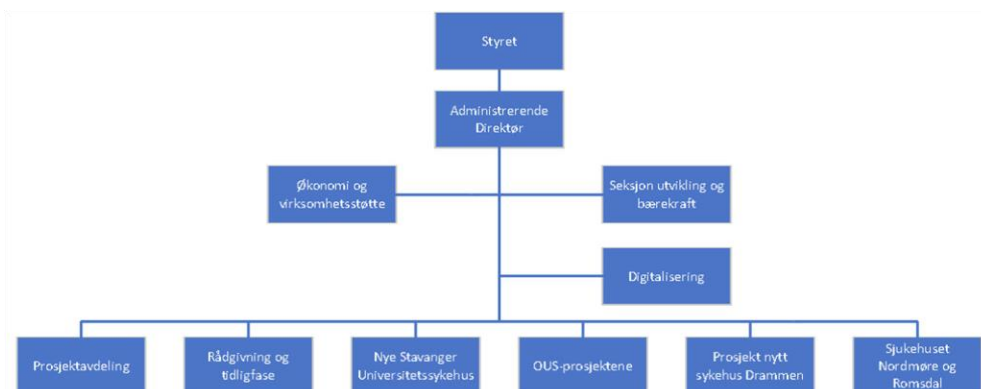 Styret
Administrerende
Direktør
Økonomi og
virksomhetsstøtte
Seksjon utvikling og
bærekraft
Digitalisering
Prosjektavdeling
Rådgivning og
tidligfase
Nye Stavanger
Universitetssykehus
OUS-prosjektene
Prosjekt nytt
sykehus Drammen
Sjukehuset
Nordmøre og
Romsdal